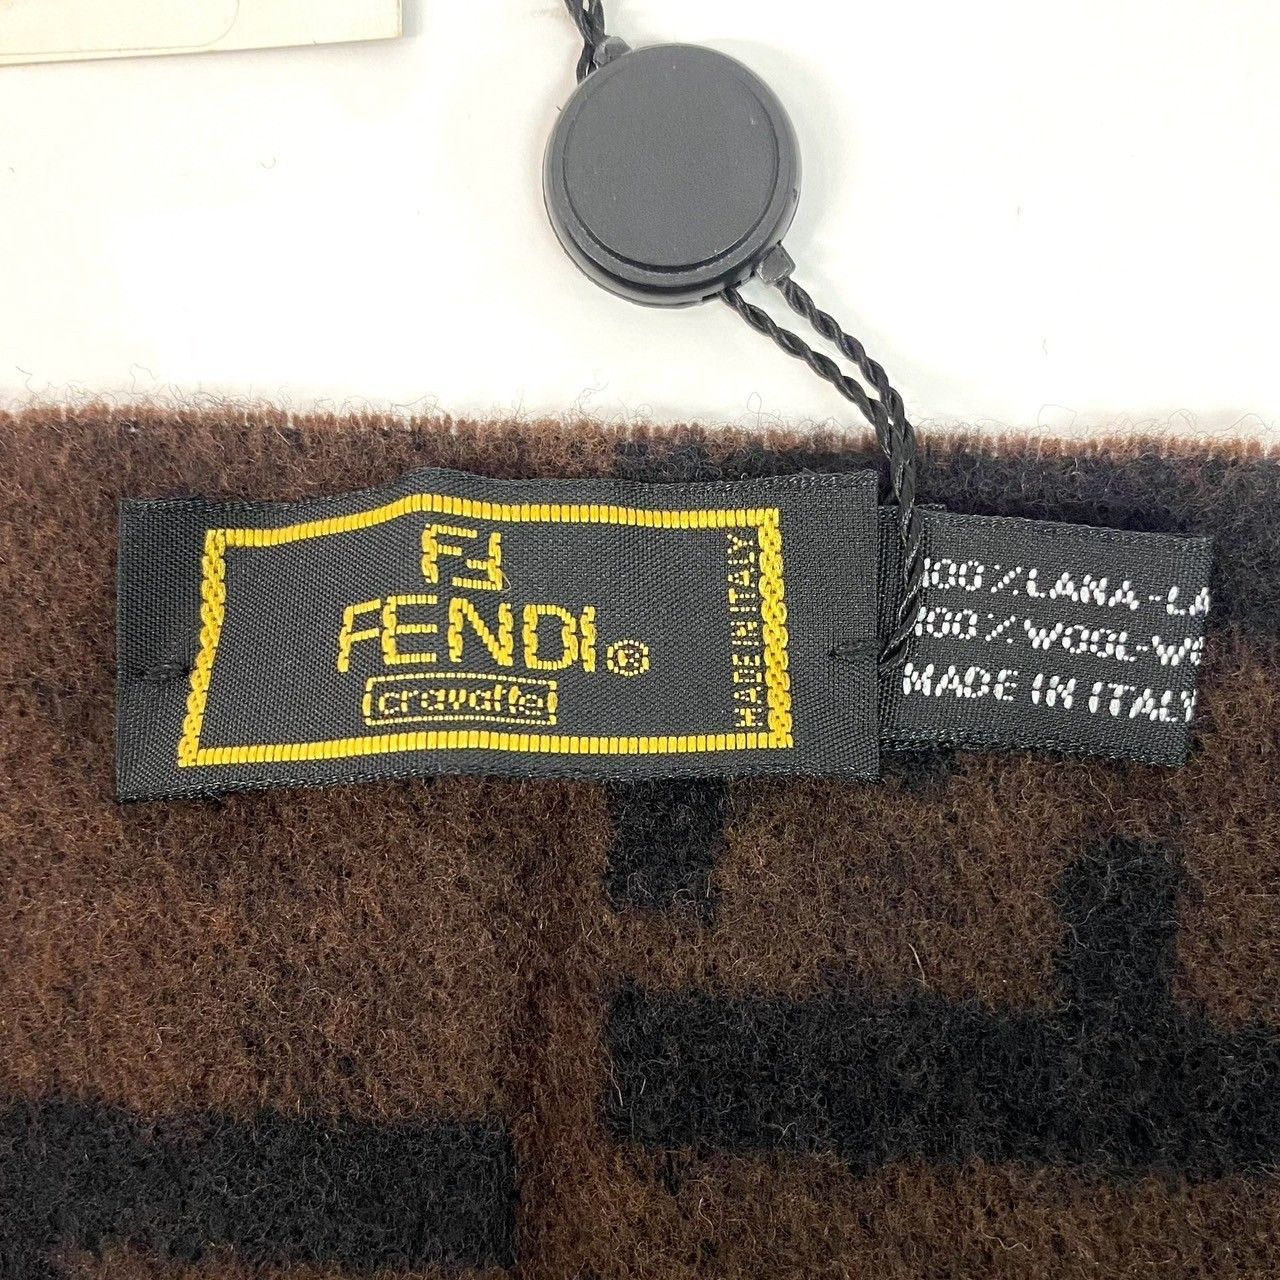 FF
FENDI®
cravatte
MADE IN ITALY
100% LANA-LA
100% WOOL-WO
MADE IN ITALY